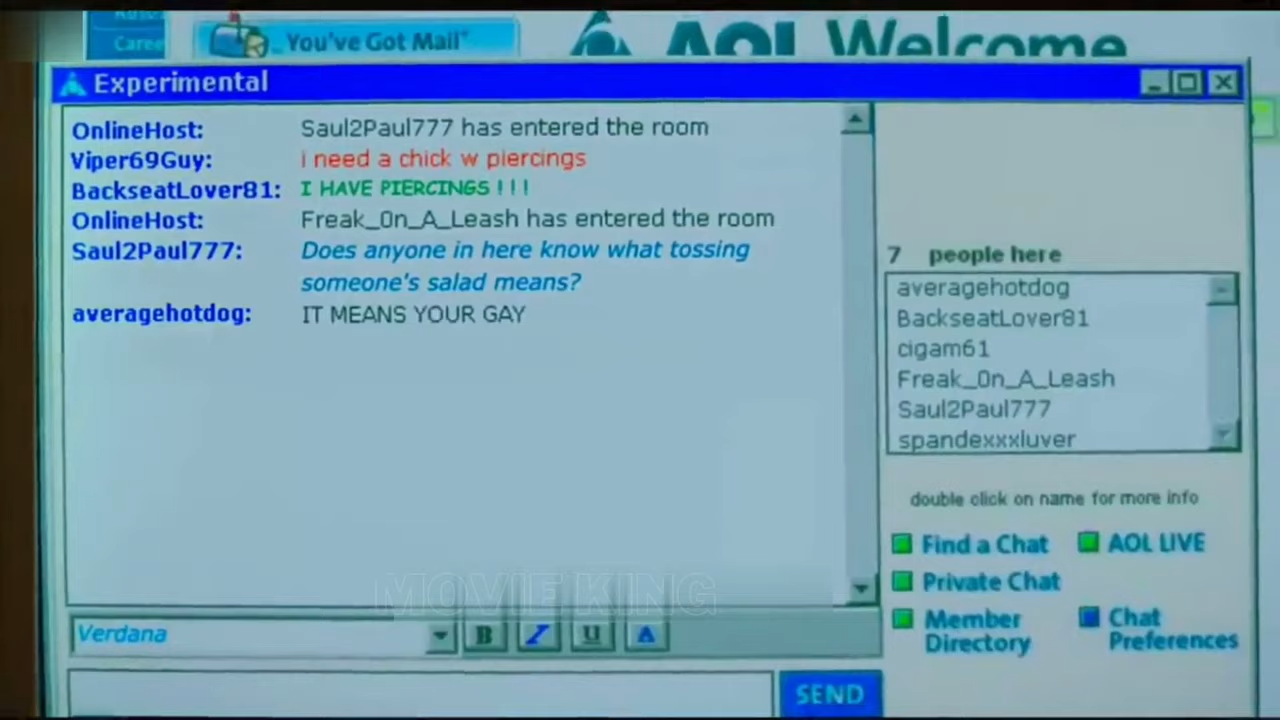 Caree
You've Got Mail
AOL Welcome
Experimental
OnlineHost: Saul2Paul777 has entered the room
Viper69Guy: i need a chick w piercings
BackseatLover81: I HAVE PIERCINGS ! ! !
OnlineHost: Freak_0n_A_Leash has entered the room
Saul2Paul777: Does anyone in here know what tossing
someone's salad means?
averagehotdog: IT MEANS YOUR GAY
7 people here
averagehotdog
BackseatLover81
cigam61
Freak_0n_A_Leash
Saul2Paul777
spandexxxluver
double click on name for more info
Find a Chat
AOL LIVE
Private Chat
Member
Directory
Chat
Preferences
MOVIE KING
Verdana
B I U A
SEND